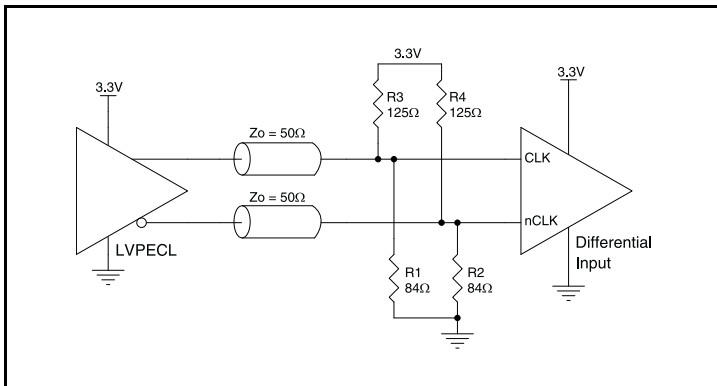 3.3V
3.3V
3.3V
R3
125Ω
R4
125Ω
Zo = 50Ω
CLK
Zo = 50Ω
nCLK
LVPECL
Differential
Input
R1
84Ω
R2
84Ω